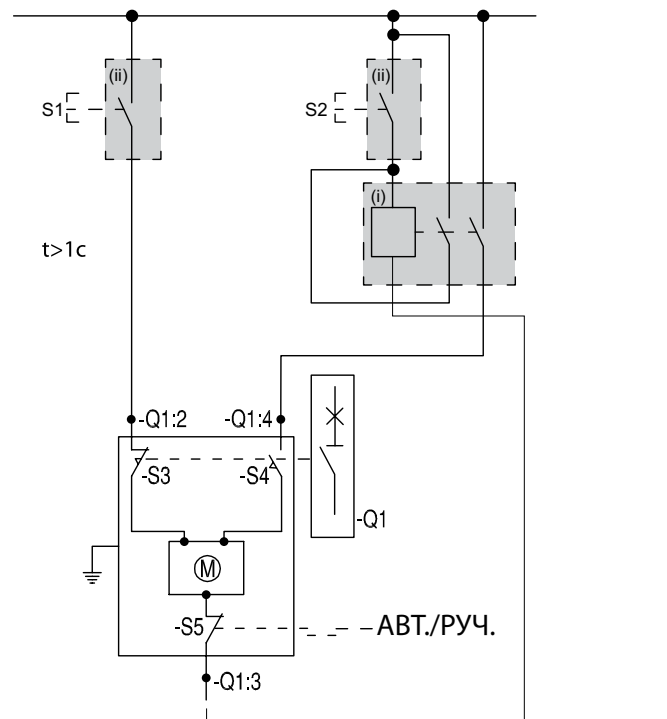 (ii)
(ii)
S1
S2
(i)
t>1c
-Q1:2
-Q1:4
-S3
-S4
-Q1
M
-S5
АВТ./РУЧ.
-Q1:3